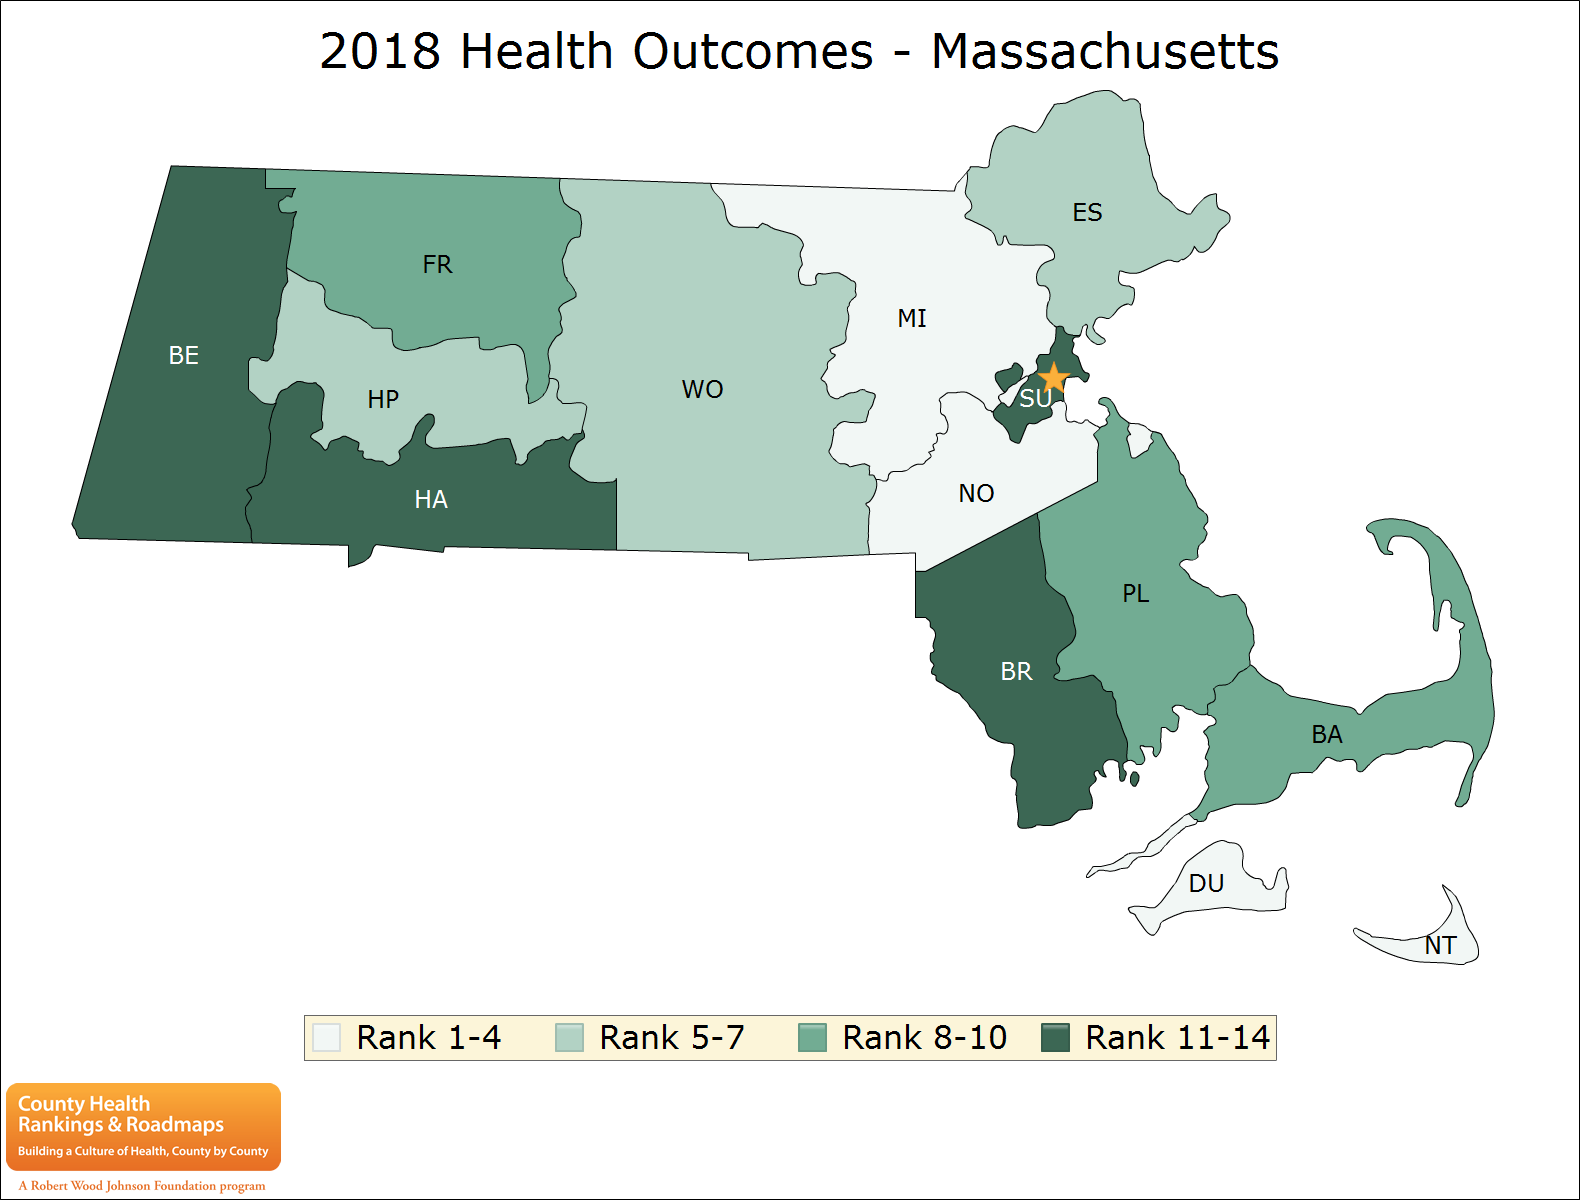 2018 Health Outcomes - Massachusetts
ES
FR
MI
BE
WO
HP
SU
HA
NO
PL
BR
BA
DU
NT
Rank 1-4
Rank 5-7
Rank 8-10
Rank 11-14
County Health
Rankings & Roadmaps
Building a Culture of Health, County by County
A Robert Wood Johnson Foundation program